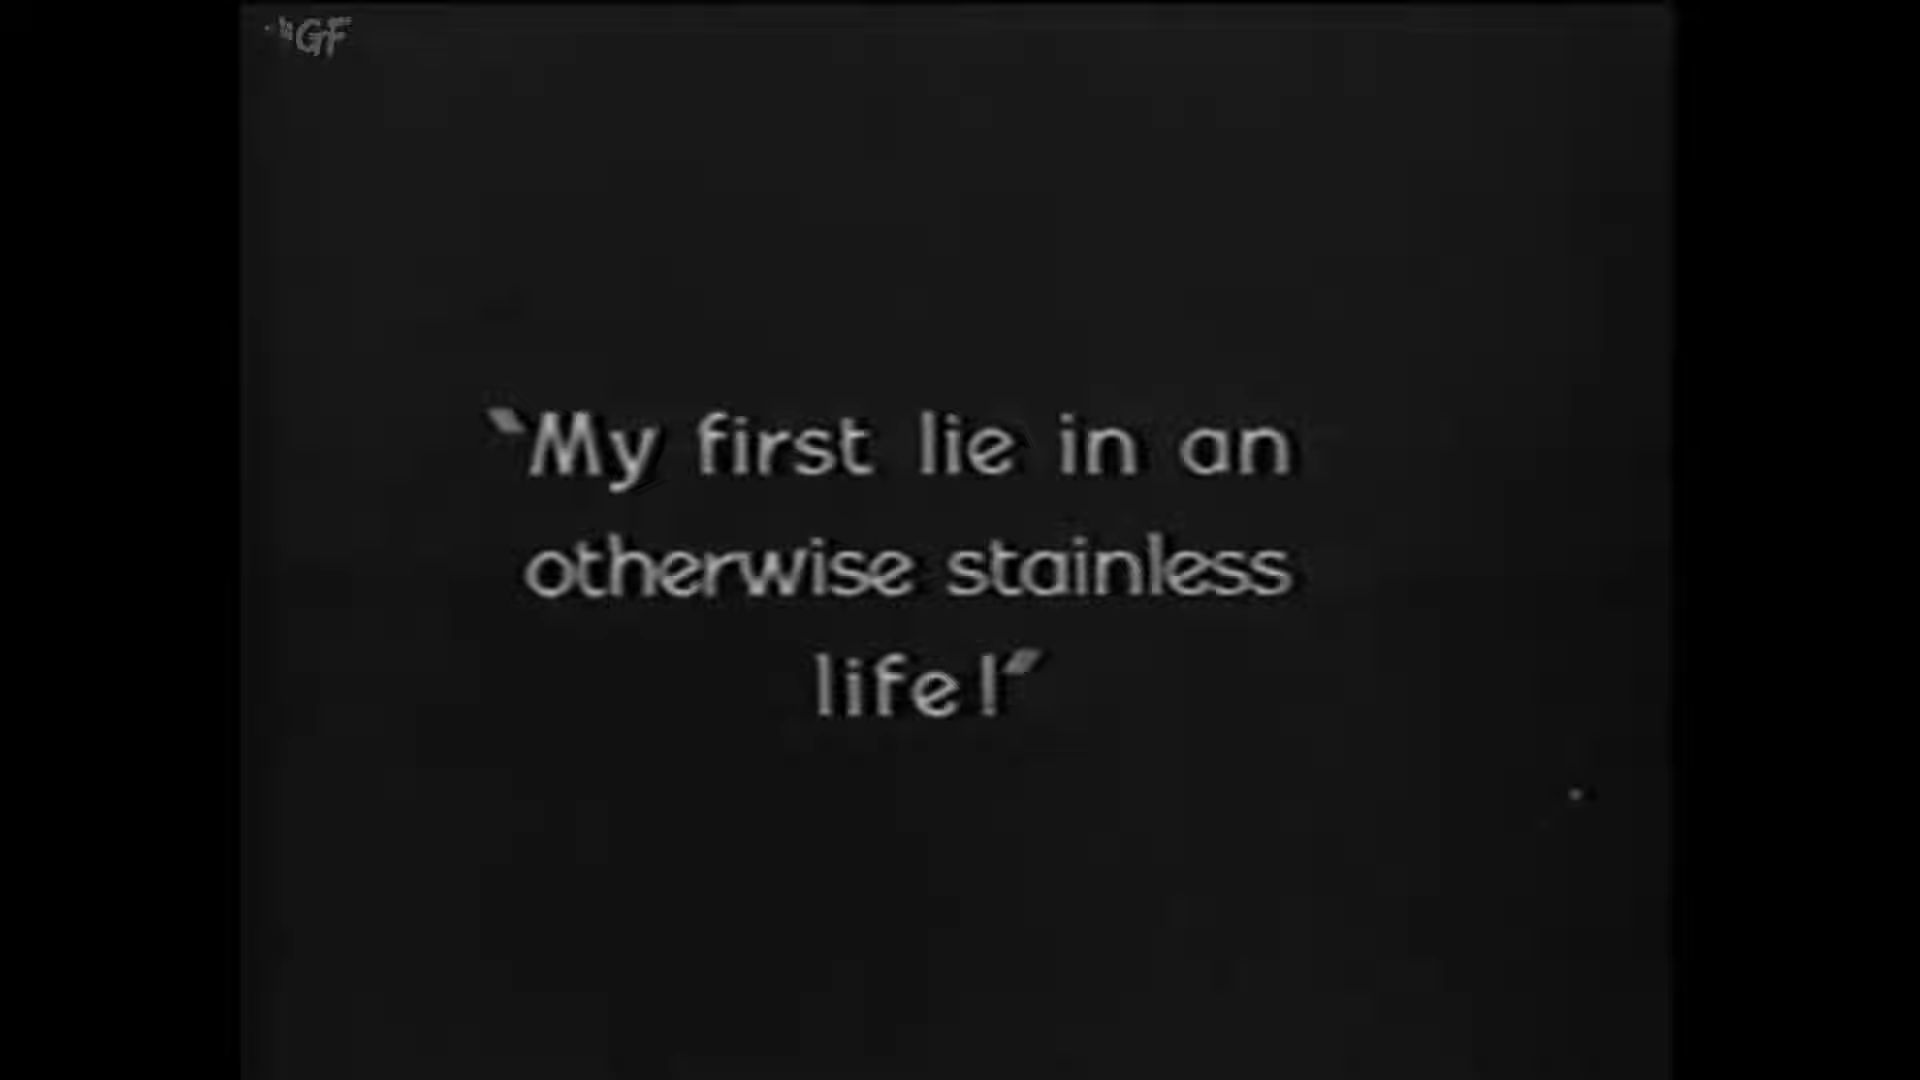 GF
"My first lie in an
otherwise stainless
life!"